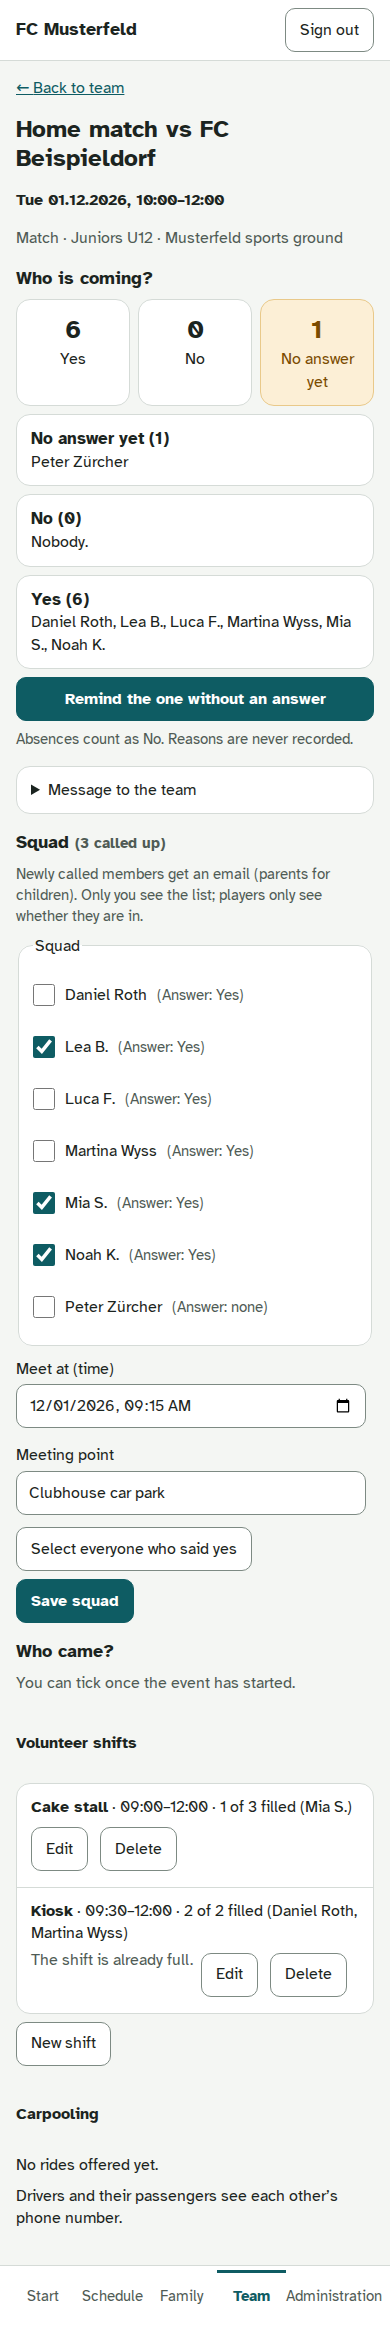 FC Musterfeld
Sign out
← Back to team
Home match vs FC
Beispieldorf
Tue 01.12.2026, 10:00–12:00
Match · Juniors U12 · Musterfeld sports ground
Who is coming?
6
Yes
0
No
1
No answer
yet
No answer yet (1)
Peter Zürcher
No (0)
Nobody.
Yes (6)
Daniel Roth, Lea B., Luca F., Martina Wyss, Mia
S., Noah K.
Remind the one without an answer
Absences count as No. Reasons are never recorded.
▶ Message to the team
Squad (3 called up)
Newly called members get an email (parents for
children). Only you see the list; players only see
whether they are in.
Squad
Daniel Roth (Answer: Yes)
Lea B. (Answer: Yes)
Luca F. (Answer: Yes)
Martina Wyss (Answer: Yes)
Mia S. (Answer: Yes)
Noah K. (Answer: Yes)
Peter Zürcher (Answer: none)
Meet at (time)
12/01/2026, 09:15 AM
Meeting point
Clubhouse car park
Select everyone who said yes
Save squad
Who came?
You can tick once the event has started.
Volunteer shifts
Cake stall · 09:00–12:00 · 1 of 3 filled (Mia S.)
Edit Delete
Kiosk · 09:30–12:00 · 2 of 2 filled (Daniel Roth,
Martina Wyss)
The shift is already full. Edit Delete
New shift
Carpooling
No rides offered yet.
Drivers and their passengers see each other’s
phone number.
Start Schedule Family Team Administration